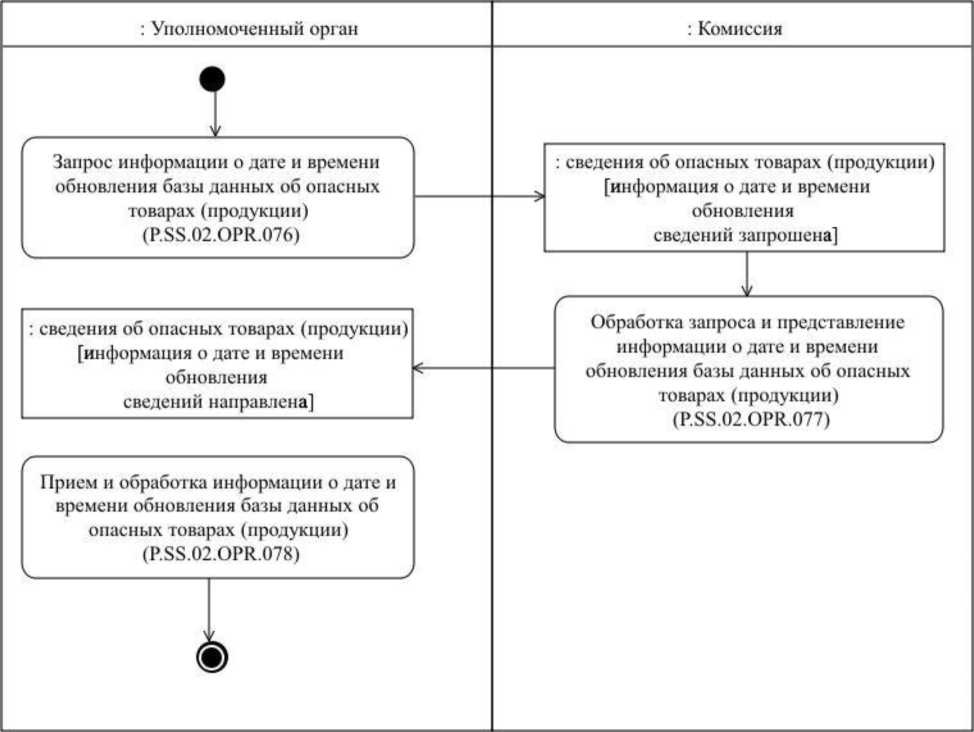 : Уполномоченный орган
: Комиссия
Запрос информации о дате и времени
обновления базы данных об опасных
товарах (продукции)
(P.SS.02.OPR.076)
: сведения об опасных товарах (продукции)
[информация о дате и времени
обновления
сведений запрошена]
: сведения об опасных товарах (продукции)
[информация о дате и времени
обновления
сведений направлена]
Обработка запроса и представление
информации о дате и времени
обновления базы данных об опасных
товарах (продукции)
(P.SS.02.OPR.077)
Прием и обработка информации о дате и
времени обновления базы данных об
опасных товарах (продукции)
(P.SS.02.OPR.078)